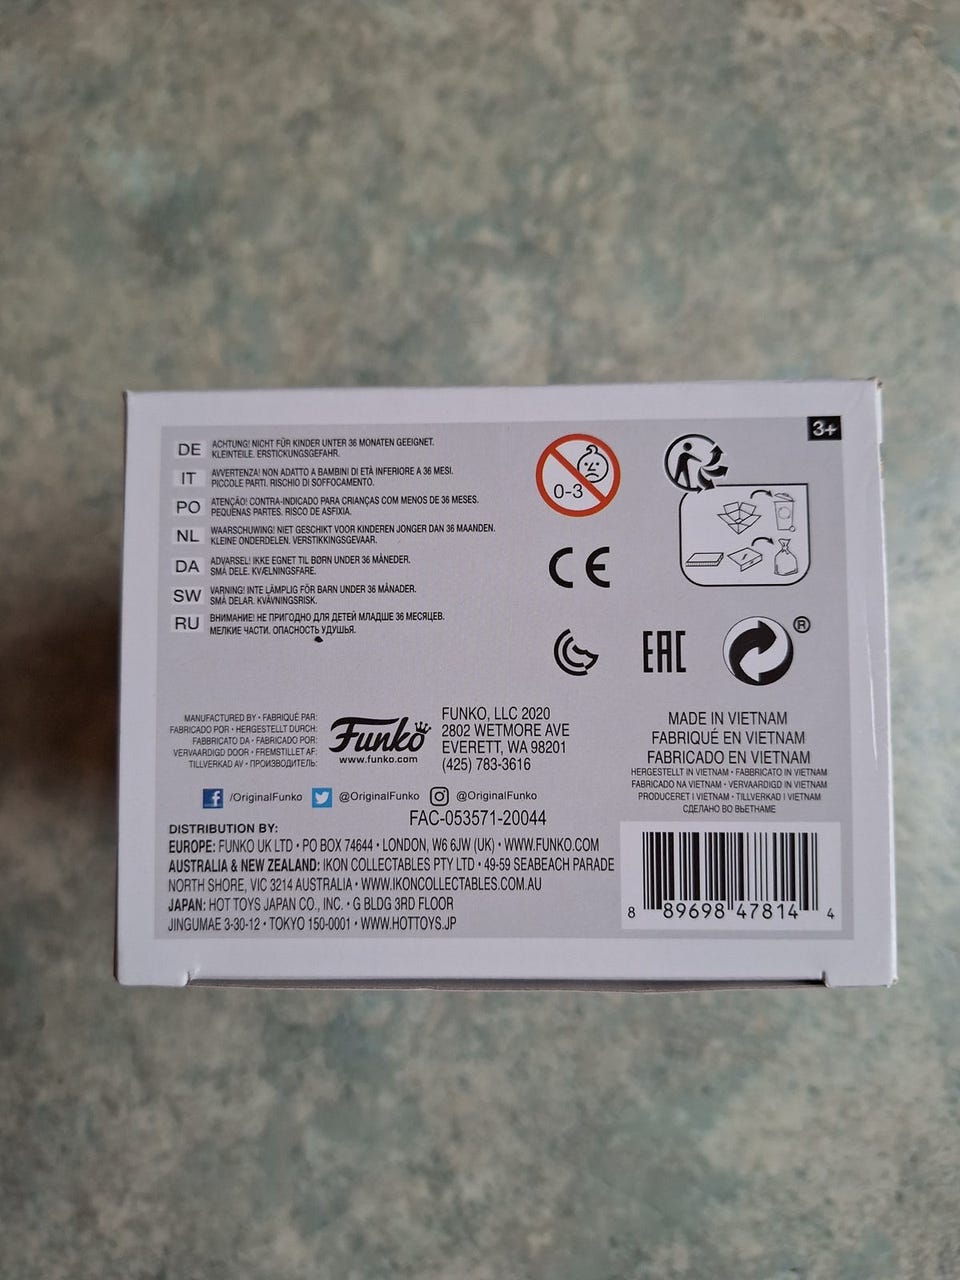 3+
DE ACHTUNG! NICHT FÜR KINDER UNTER 36 MONATEN GEEIGNET.
KLEINTEILE. ERSTICKUNGSGEFAHR.
IT AVVERTENZA! NON ADATTO A BAMBINI DI ETÀ INFERIORE A 36 MESI.
PICCOLE PARTI. RISCHIO DI SOFFOCAMENTO.
PO ATENÇÃO! CONTRA-INDICADO PARA CRIANÇAS COM MENOS DE 36 MESES.
PEQUENAS PARTES. RISCO DE ASFIXIA.
NL WAARSCHUWING! NIET GESCHIKT VOOR KINDEREN JONGER DAN 36 MAANDEN.
KLEINE ONDERDELEN. VERSTIKKINGSGEVAAR.
DA ADVARSEL! IKKE EGNET TIL BØRN UNDER 36 MÅNEDER.
SMÅ DELE. KVÆLNINGSFARE.
SW VARNING! INTE LÄMPLIG FÖR BARN UNDER 36 MÅNADER.
SMÅ DELAR. KVÄVNINGSRISK.
RU ВНИМАНИЕ! НЕ ПРИГОДНО ДЛЯ ДЕТЕЙ МЛАДШЕ 36 МЕСЯЦЕВ.
МЕЛКИЕ ЧАСТИ. ОПАСНОСТЬ УДУШЬЯ.
0-3
CE
EAC
®
MANUFACTURED BY • FABRIQUÉ PAR:
FABRICADO POR • HERGESTELLT DURCH:
FABBRICATO DA • FABRICADO POR:
VERVAARDIGD DOOR • FREMSTILLET AF:
TILLVERKAD AV • ПРОИЗВОДИТЕЛЬ:
Funko
www.funko.com
FUNKO, LLC 2020
2802 WETMORE AVE
EVERETT, WA 98201
(425) 783-3616
/OriginalFunko @OriginalFunko @OriginalFunko
FAC-053571-20044
MADE IN VIETNAM
FABRIQUÉ EN VIETNAM
FABRICADO EN VIETNAM
HERGESTELLT IN VIETNAM • FABBRICATO IN VIETNAM
FABRICADO NA VIETNAM • VERVAARDIGD IN VIETNAM
PRODUCERET I VIETNAM • TILLVERKAD I VIETNAM
СДЕЛАНО ВО ВЬЕТНАМЕ
DISTRIBUTION BY:
EUROPE: FUNKO UK LTD • PO BOX 74644 • LONDON, W6 6JW (UK) • WWW.FUNKO.COM
AUSTRALIA & NEW ZEALAND: IKON COLLECTABLES PTY LTD • 49-59 SEABEACH PARADE
NORTH SHORE, VIC 3214 AUSTRALIA • WWW.IKONCOLLECTABLES.COM.AU
JAPAN: HOT TOYS JAPAN CO., INC. • G BLDG 3RD FLOOR
JINGUMAE 3-30-12 • TOKYO 150-0001 • WWW.HOTTOYS.JP
8 89698 47814 4